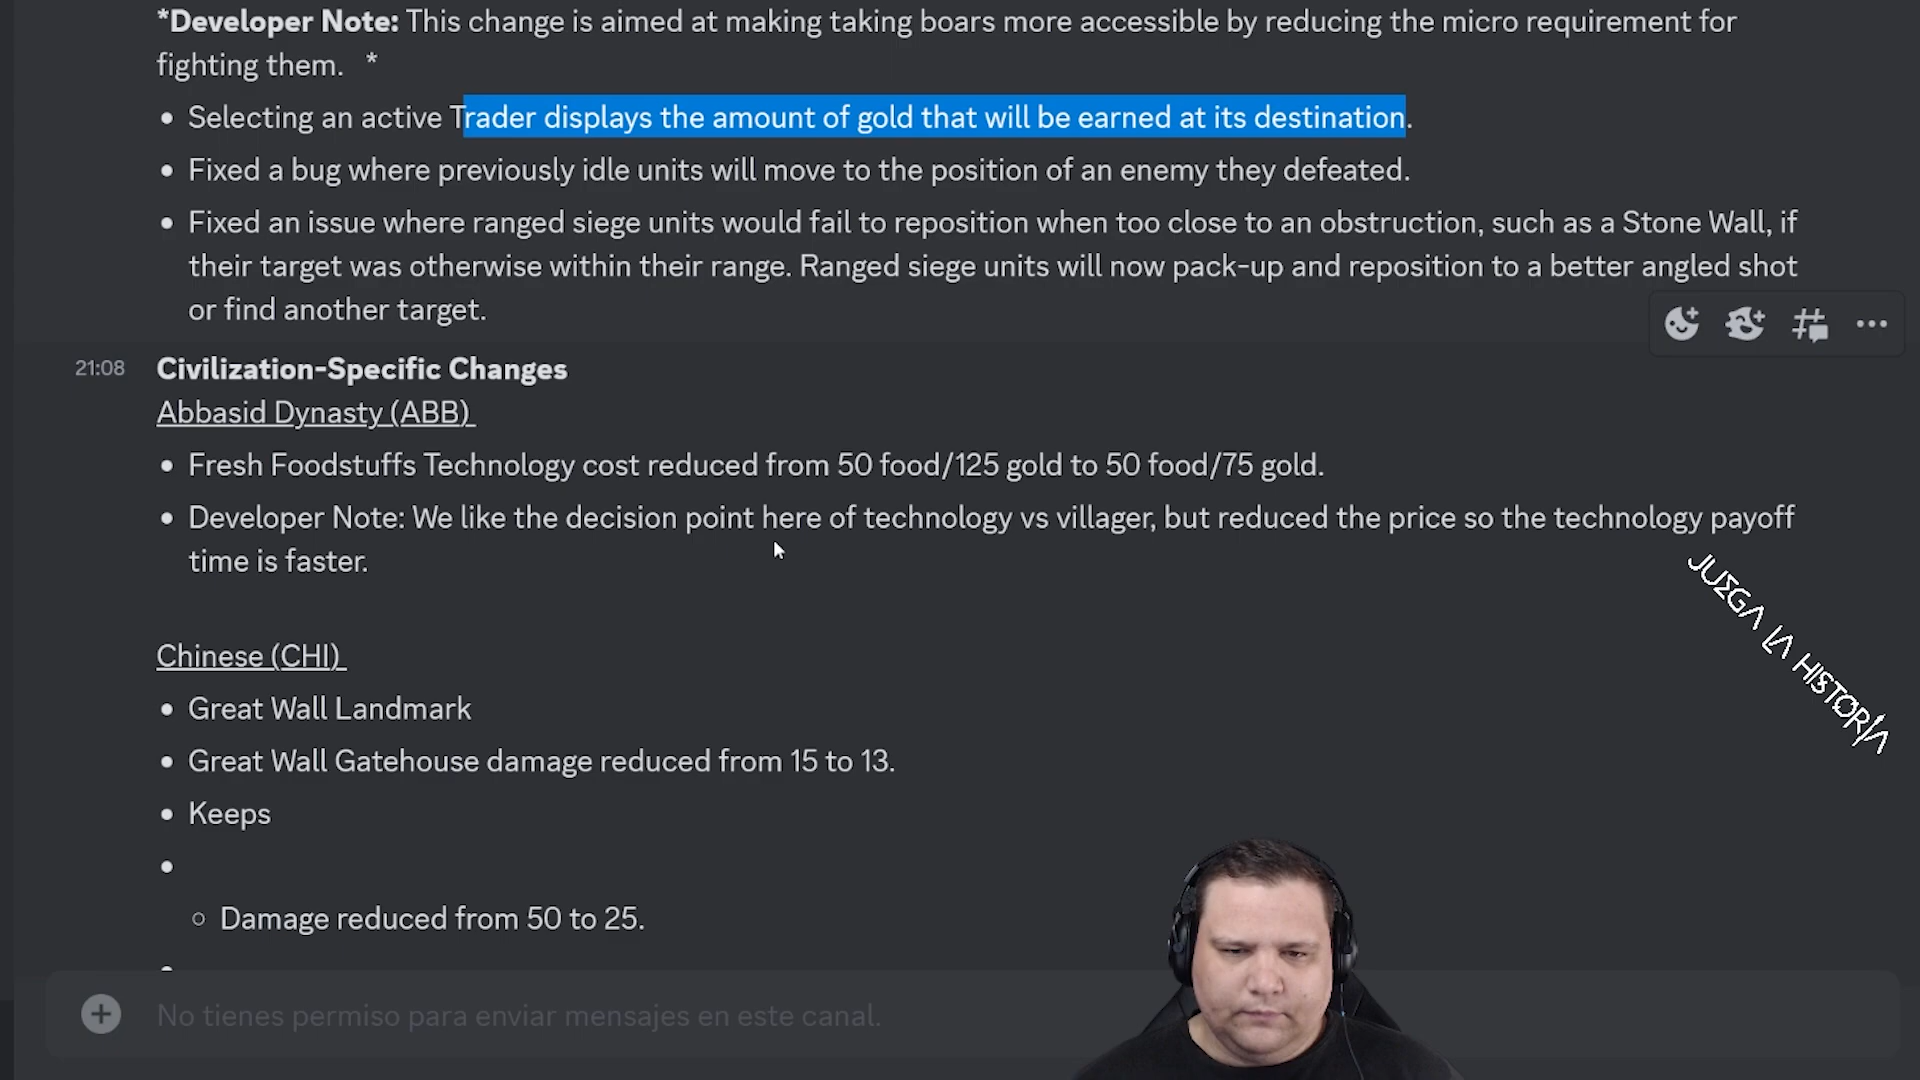 *Developer Note: This change is aimed at making taking boars more accessible by reducing the micro requirement for
fighting them.   *
• Selecting an active Trader displays the amount of gold that will be earned at its destination.
• Fixed a bug where previously idle units will move to the position of an enemy they defeated.
• Fixed an issue where ranged siege units would fail to reposition when too close to an obstruction, such as a Stone Wall, if
their target was otherwise within their range. Ranged siege units will now pack-up and reposition to a better angled shot
or find another target.
21:08 Civilization-Specific Changes
Abbasid Dynasty (ABB)
• Fresh Foodstuffs Technology cost reduced from 50 food/125 gold to 50 food/75 gold.
• Developer Note: We like the decision point here of technology vs villager, but reduced the price so the technology payoff
time is faster.
JUEGA LA HISTORIA
Chinese (CHI)
• Great Wall Landmark
• Great Wall Gatehouse damage reduced from 15 to 13.
• Keeps
•
○ Damage reduced from 50 to 25.
No tienes permiso para enviar mensajes en este canal.